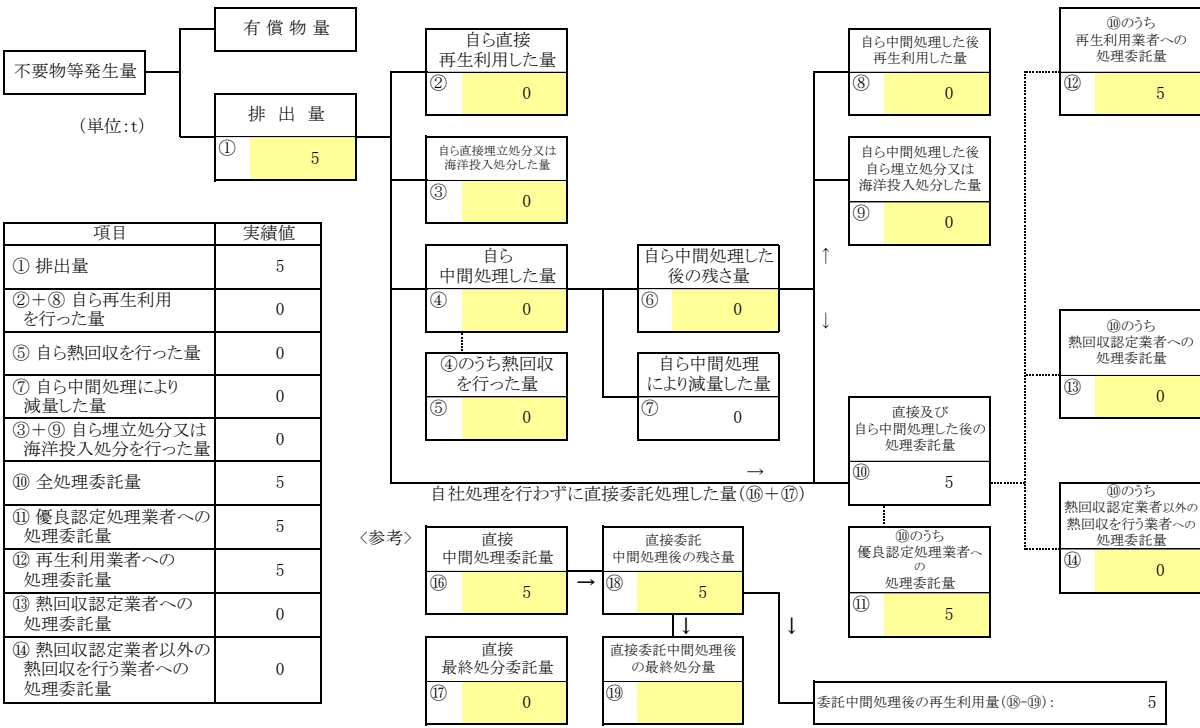 有 償 物 量
不要物等発生量
(単位:t)
排 出 量
① 5
自ら直接
再生利用した量
② 0
自ら直接埋立処分又は
海洋投入処分した量
③ 0
自ら
中間処理した量
④ 0
④のうち熱回収
を行った量
⑤ 0
自ら中間処理した
後の残さ量
⑥ 0
自ら中間処理
により減量した量
⑦ 0
自ら中間処理した後
再生利用した量
⑧ 0
自ら中間処理した後
自ら埋立処分又は
海洋投入処分した量
⑨ 0
↑
↓
直接及び
自ら中間処理した後の
処理委託量
⑩ 5
→
自社処理を行わずに直接委託処理した量(⑯+⑰)
⑩のうち
優良認定処理業者へ
の
処理委託量
⑪ 5
⑩のうち
再生利用業者への
処理委託量
⑫ 5
⑩のうち
熱回収認定業者への
処理委託量
⑬ 0
⑩のうち
熱回収認定業者以外の
熱回収を行う業者への
処理委託量
⑭ 0
項目 実績値
① 排出量 5
②+⑧ 自ら再生利用
を行った量 0
⑤ 自ら熱回収を行った量 0
⑦ 自ら中間処理により
減量した量 0
③+⑨ 自ら埋立処分又は
海洋投入処分を行った量 0
⑩ 全処理委託量 5
⑪ 優良認定処理業者への
処理委託量 5
⑫ 再生利用業者への
処理委託量 5
⑬ 熱回収認定業者への
処理委託量 0
⑭ 熱回収認定業者以外の
熱回収を行う業者への
処理委託量 0
〈参考〉
直接
中間処理委託量
⑯ 5
→
直接委託
中間処理後の残さ量
⑱ 5
↓
↓
直接
最終処分委託量
⑰ 0
直接委託中間処理後
の最終処分量
⑲
委託中間処理後の再生利用量(⑱-⑲): 5